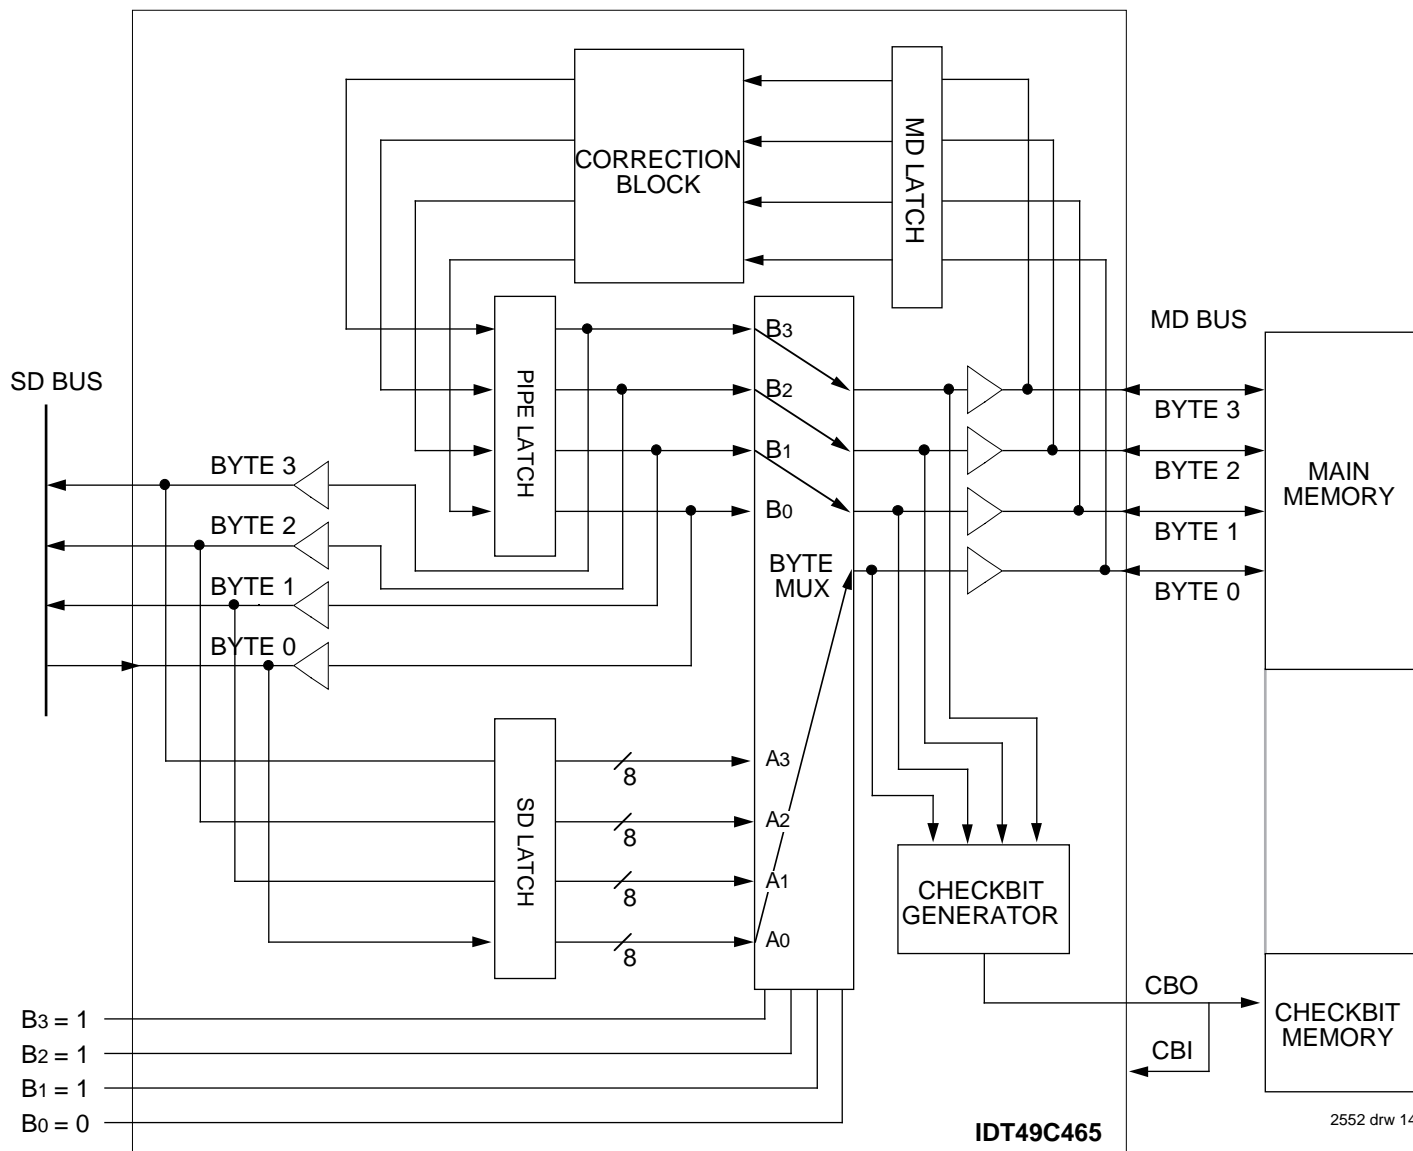 CORRECTION
BLOCK
MD LATCH
MD BUS
SD BUS
PIPE LATCH
B3
B2
B1
B0
BYTE
MUX
BYTE 3
BYTE 2
BYTE 1
BYTE 0
MAIN
MEMORY
BYTE 3
BYTE 2
BYTE 1
BYTE 0
SD LATCH
8
8
8
8
A3
A2
A1
A0
CHECKBIT
GENERATOR
CBO
CBI
CHECKBIT
MEMORY
B3 = 1
B2 = 1
B1 = 1
B0 = 0
IDT49C465
2552 drw 14